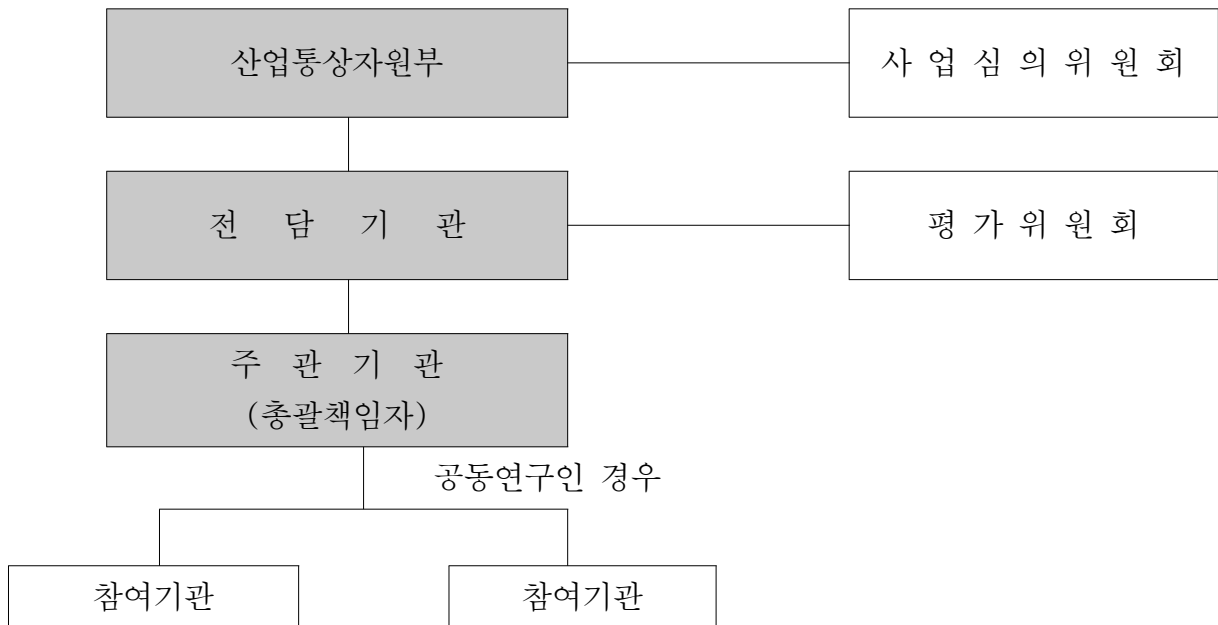 산업통상자원부
사 업 심 의 위 원 회
전 담 기 관
평 가 위 원 회
주 관 기 관
(총괄책임자)
공동연구인 경우
참여기관
참여기관